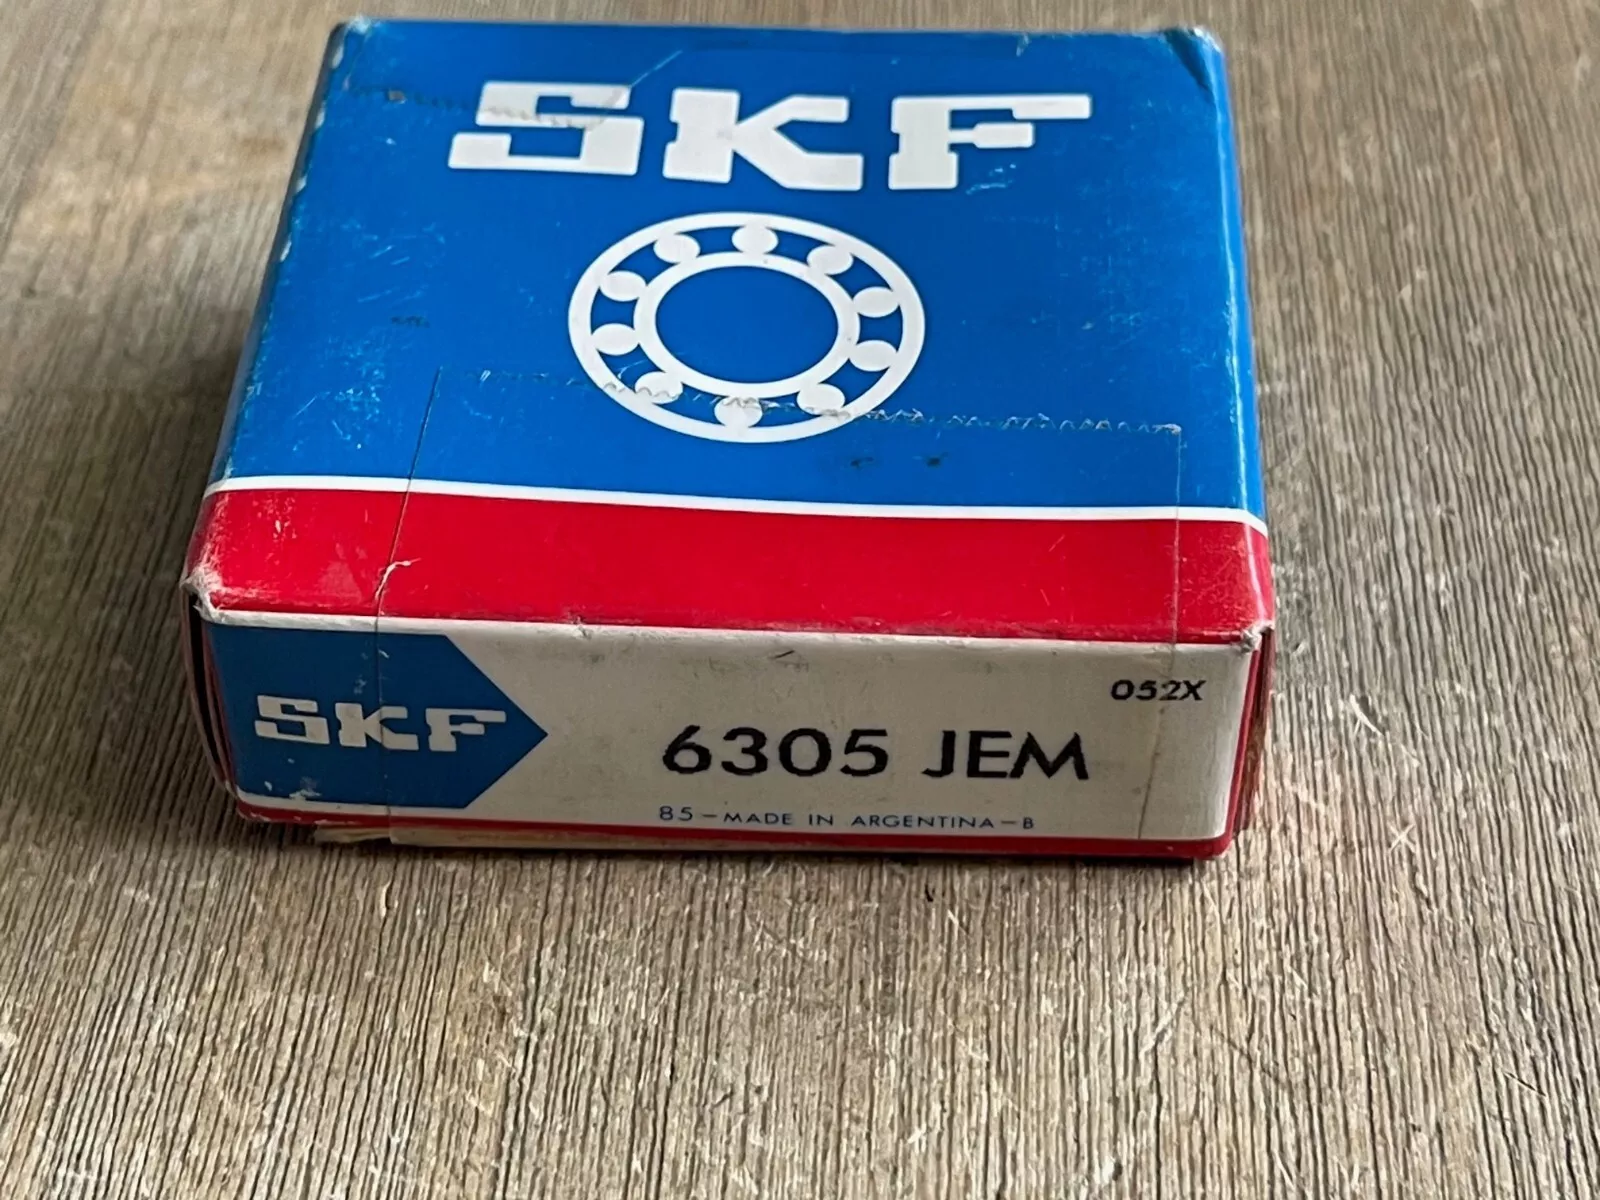 SKF
052X
SKF
6305 JEM
85-MADE IN ARGENTINA-B